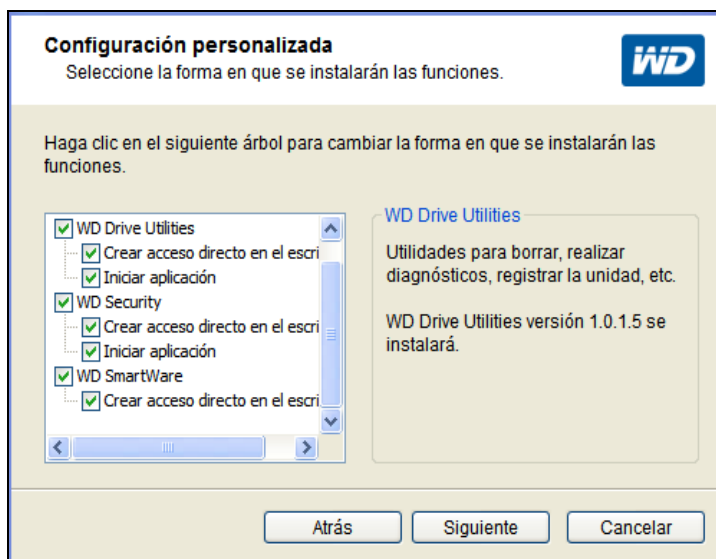 Configuración personalizada
Seleccione la forma en que se instalarán las funciones.
WD
Haga clic en el siguiente árbol para cambiar la forma en que se instalarán las
funciones.
WD Drive Utilities
Crear acceso directo en el escri
Iniciar aplicación
WD Security
Crear acceso directo en el escri
Iniciar aplicación
WD SmartWare
Crear acceso directo en el escri
WD Drive Utilities
Utilidades para borrar, realizar
diagnósticos, registrar la unidad, etc.
WD Drive Utilities versión 1.0.1.5 se
instalará.
Atrás
Siguiente
Cancelar